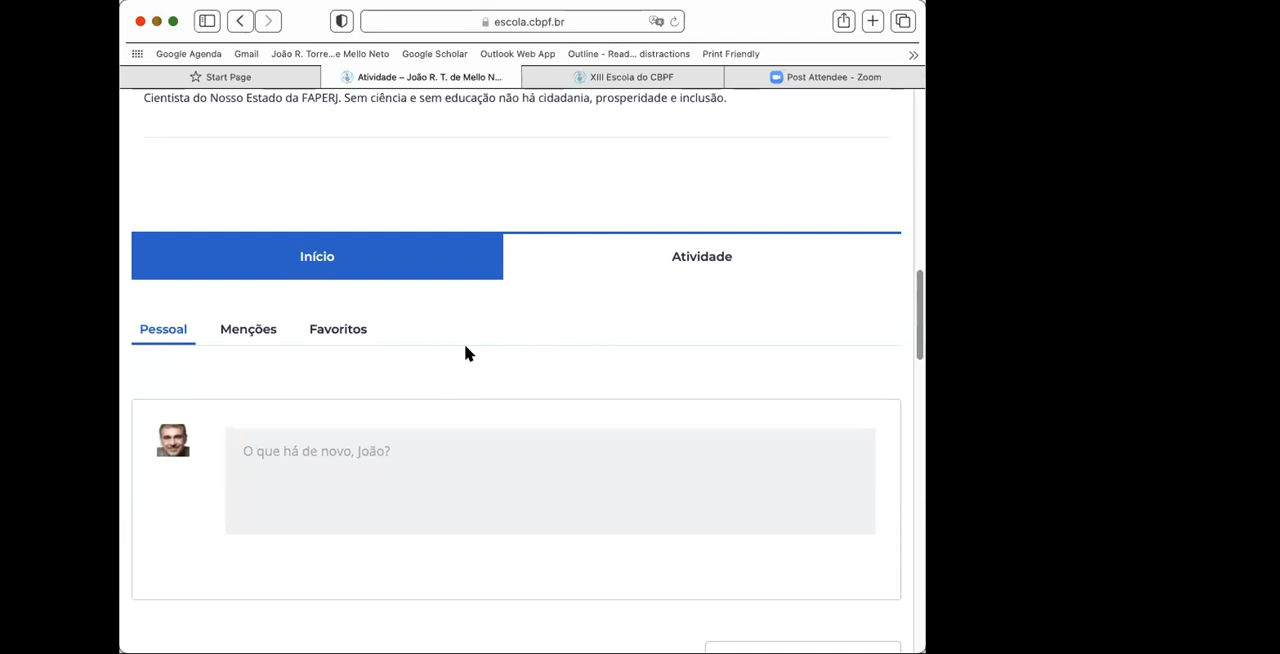 escola.cbpf.br
Google Agenda Gmail João R. Torre...e Mello Neto Google Scholar Outlook Web App Outline - Read... distractions Print Friendly
Start Page Atividade – João R. T. de Mello N... XIII Escola do CBPF Post Attendee - Zoom
Cientista do Nosso Estado da FAPERJ. Sem ciência e sem educação não há cidadania, prosperidade e inclusão.
Início Atividade
Pessoal Menções Favoritos
O que há de novo, João?